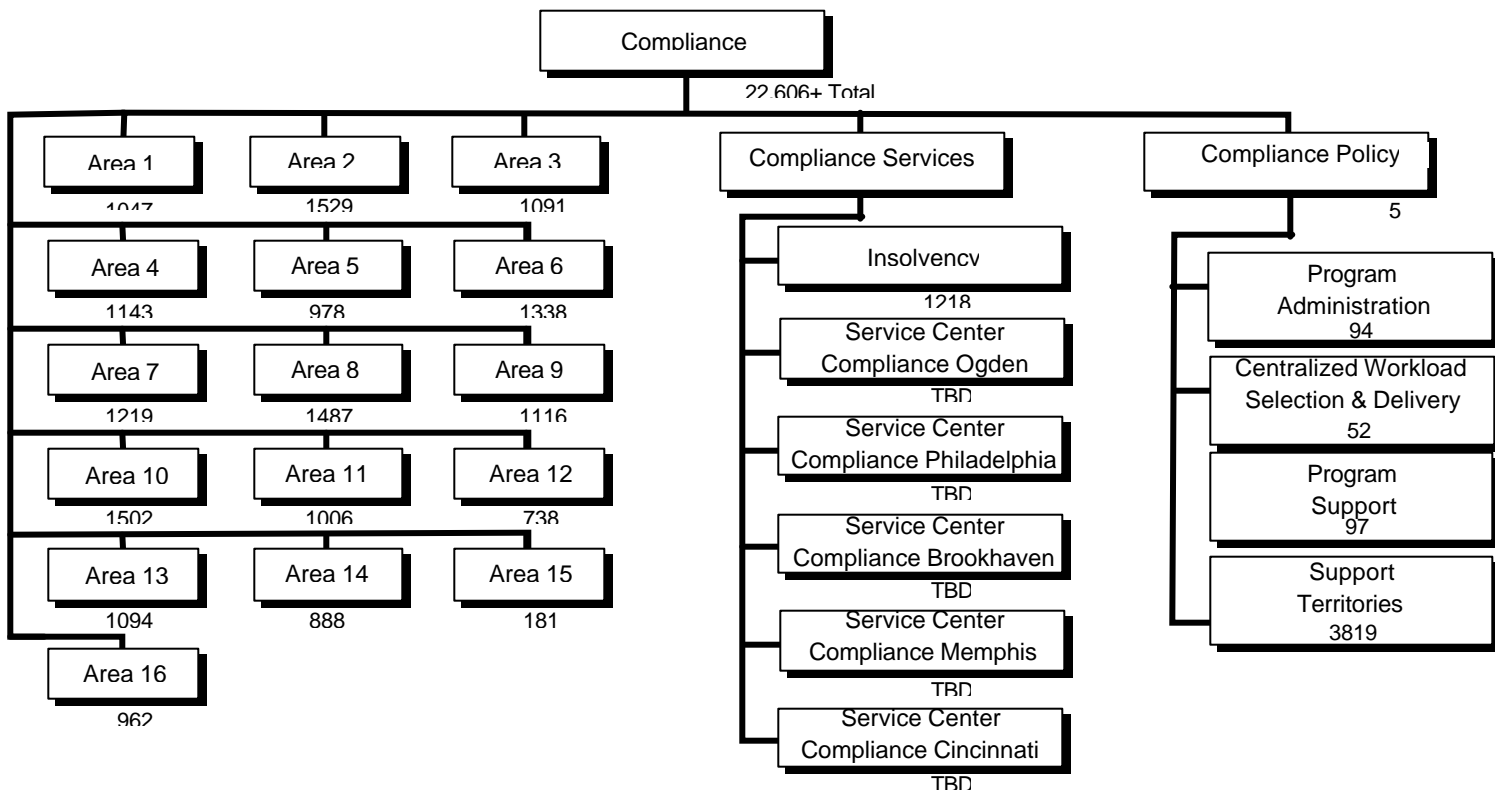 Compliance
22,606+ Total
Area 1
1047
Area 2
1529
Area 3
1091
Area 4
1143
Area 5
978
Area 6
1338
Area 7
1219
Area 8
1487
Area 9
1116
Area 10
1502
Area 11
1006
Area 12
738
Area 13
1094
Area 14
888
Area 15
181
Area 16
962
Compliance Services
Insolvency
1218
Service Center
Compliance Ogden
TBD
Service Center
Compliance Philadelphia
TBD
Service Center
Compliance Brookhaven
TBD
Service Center
Compliance Memphis
TBD
Service Center
Compliance Cincinnati
TBD
Compliance Policy
5
Program
Administration
94
Centralized Workload
Selection & Delivery
52
Program
Support
97
Support
Territories
3819